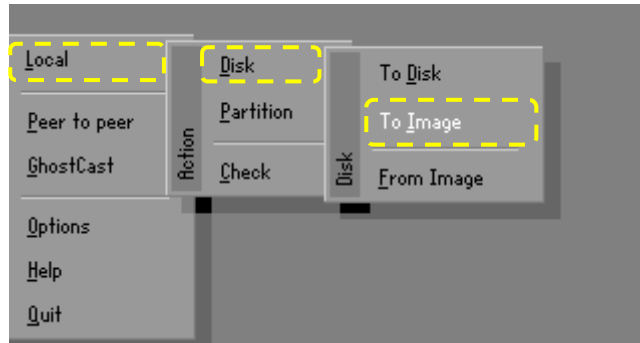 Local
Peer to peer
GhostCast
Options
Help
Quit
Action
Disk
Partition
Check
Disk
To Disk
To Image
From Image